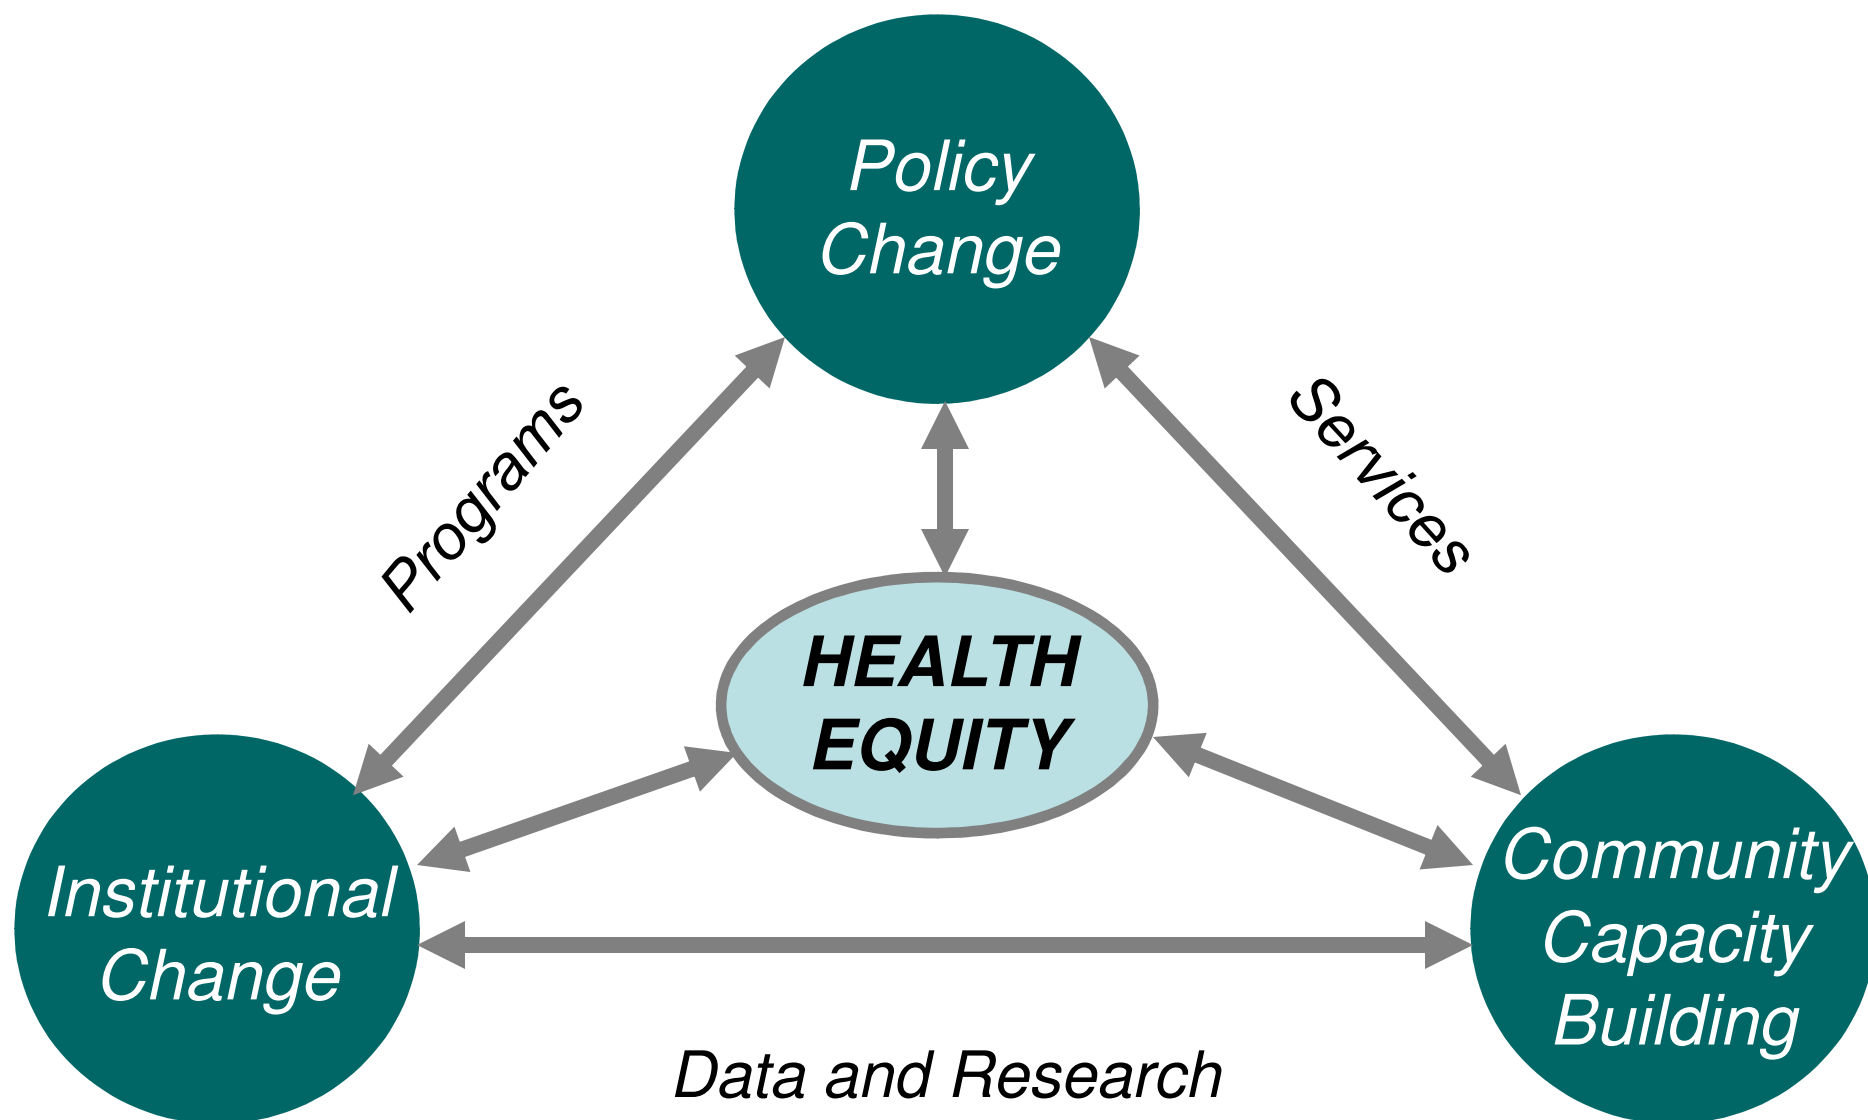 Policy
Change
Programs
Services
HEALTH
EQUITY
Institutional
Change
Community
Capacity
Building
Data and Research